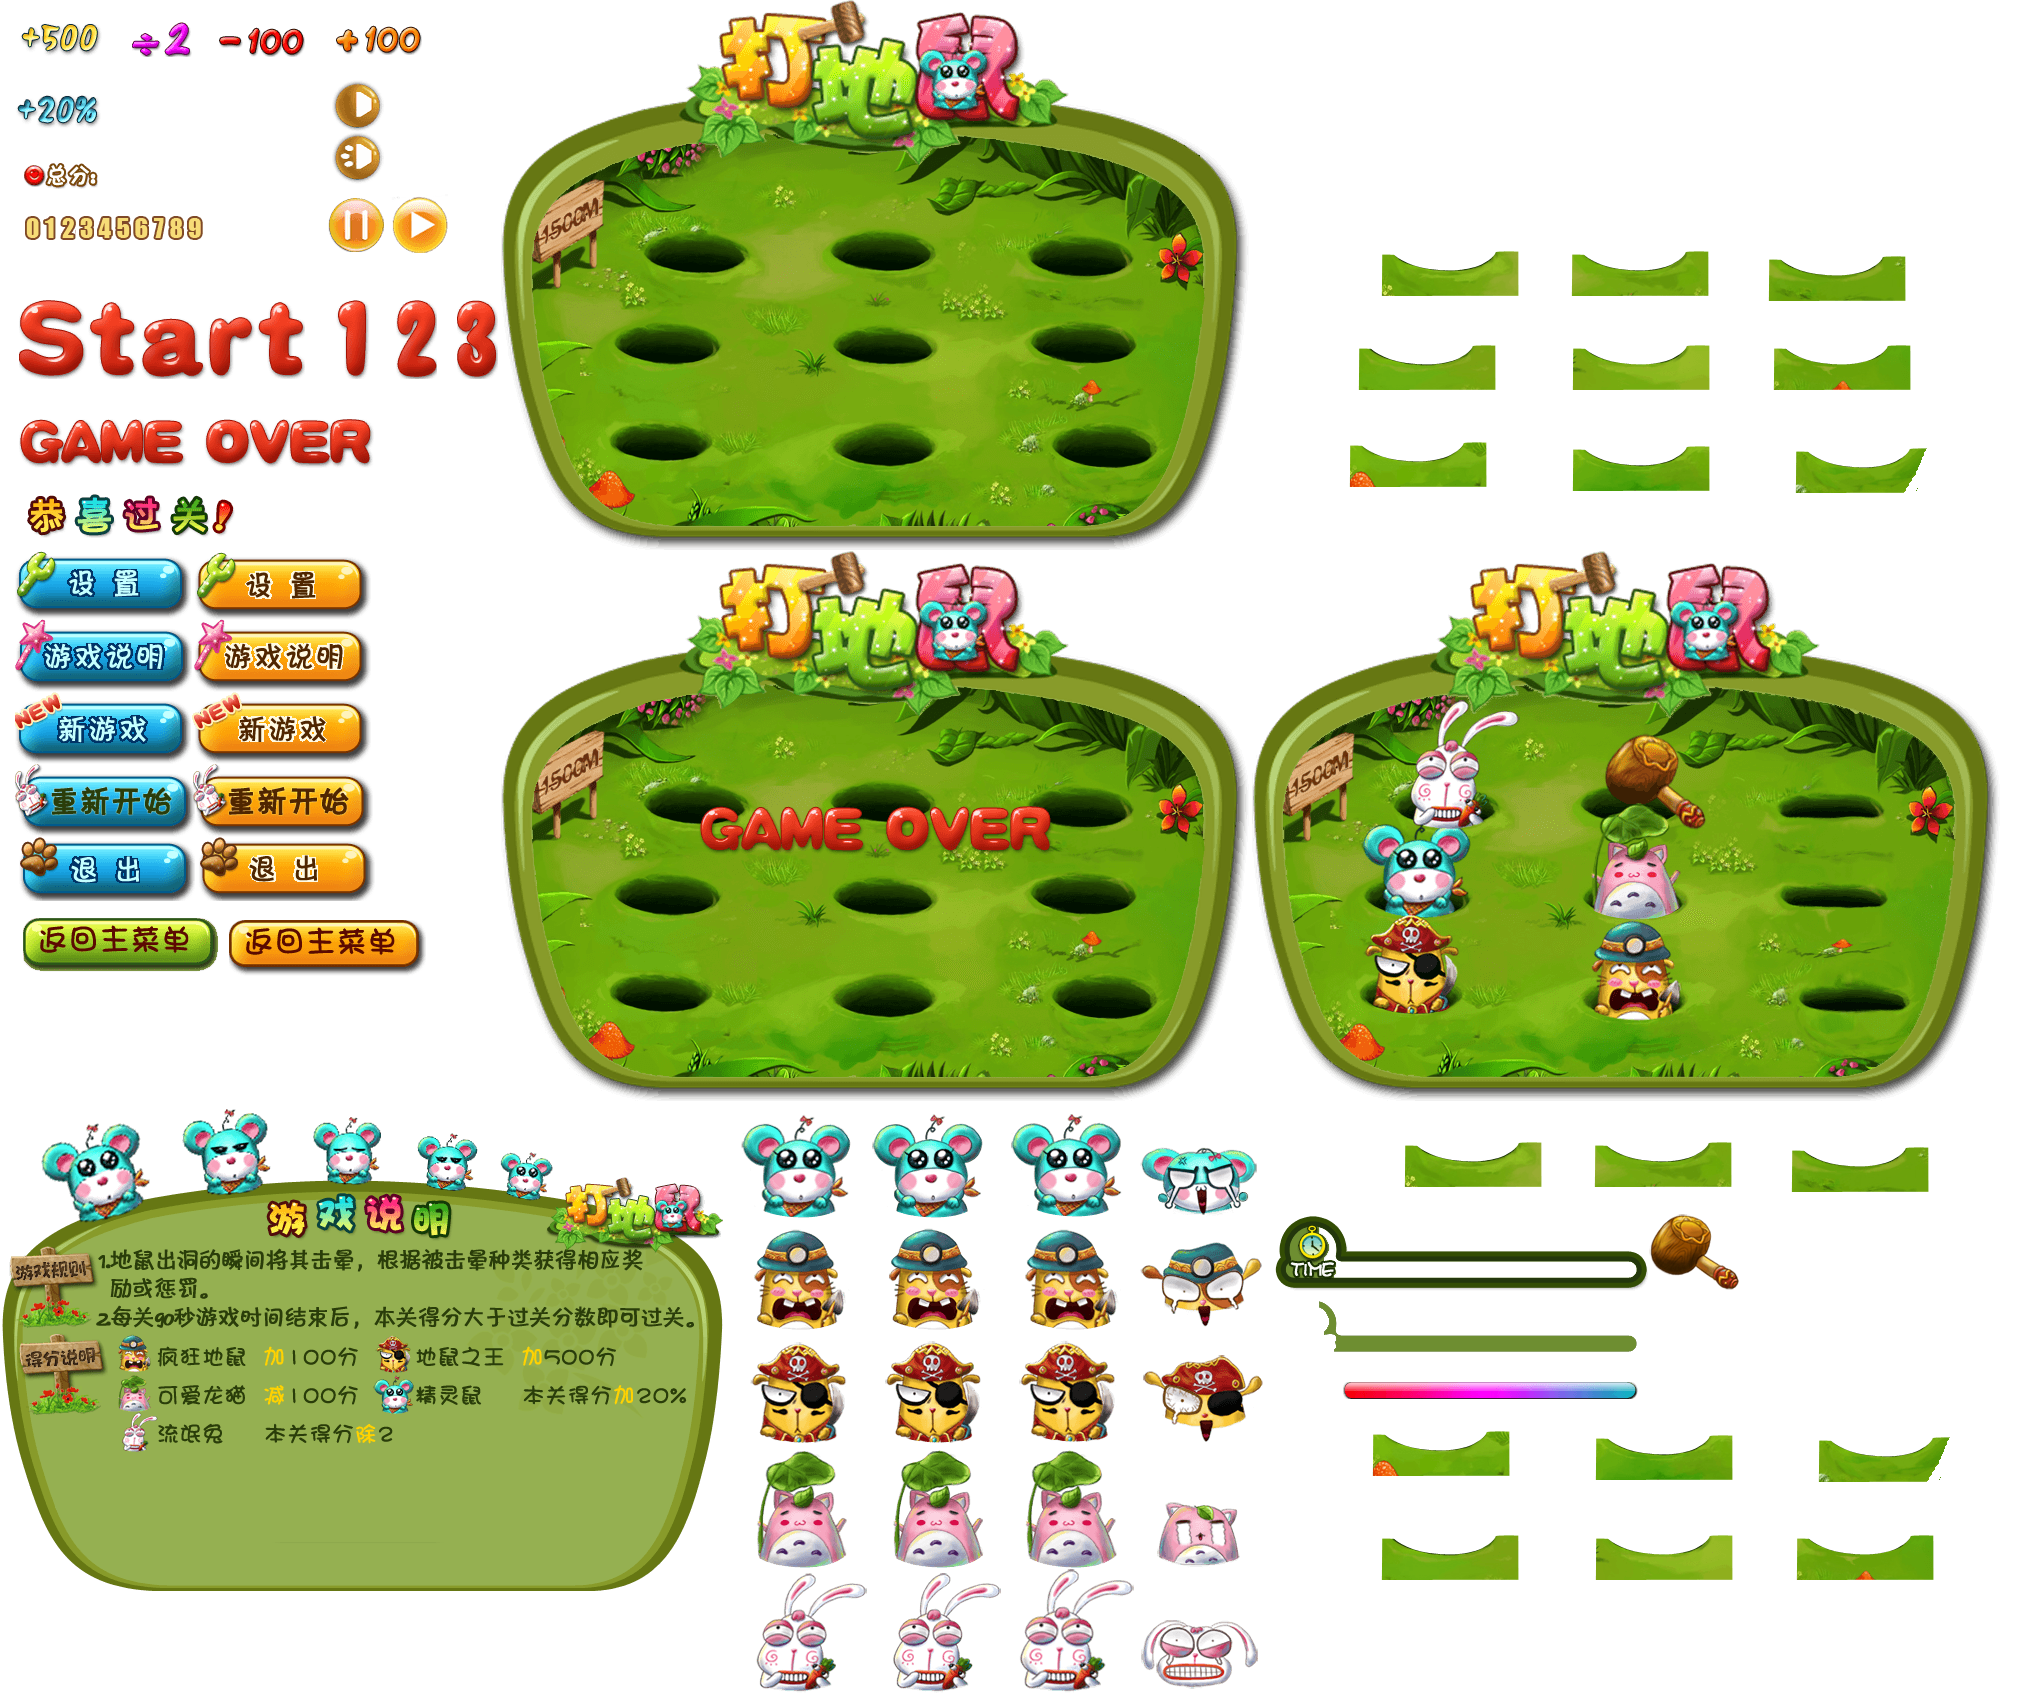 +500 ÷2 -100 +100
+20%
总分:
0123456789
Start 1 2 3
GAME OVER
恭喜过关!
设 置 设 置
游戏说明 游戏说明
NEW 新游戏 NEW 新游戏
重新开始 重新开始
退 出 退 出
返回主菜单 返回主菜单
打地鼠
1500M
打地鼠
1500M
GAME OVER
打地鼠
1500M
游戏说明
打地鼠
游戏规则
1.地鼠出洞的瞬间将其击晕，根据被击晕种类获得相应奖
励或惩罚。
2.每关90秒游戏时间结束后，本关得分大于过关分数即可过关。
得分说明
疯狂地鼠 加100分 地鼠之王 加500分
可爱龙猫 减100分 精灵鼠 本关得分加20%
流氓兔 本关得分除2
TIME